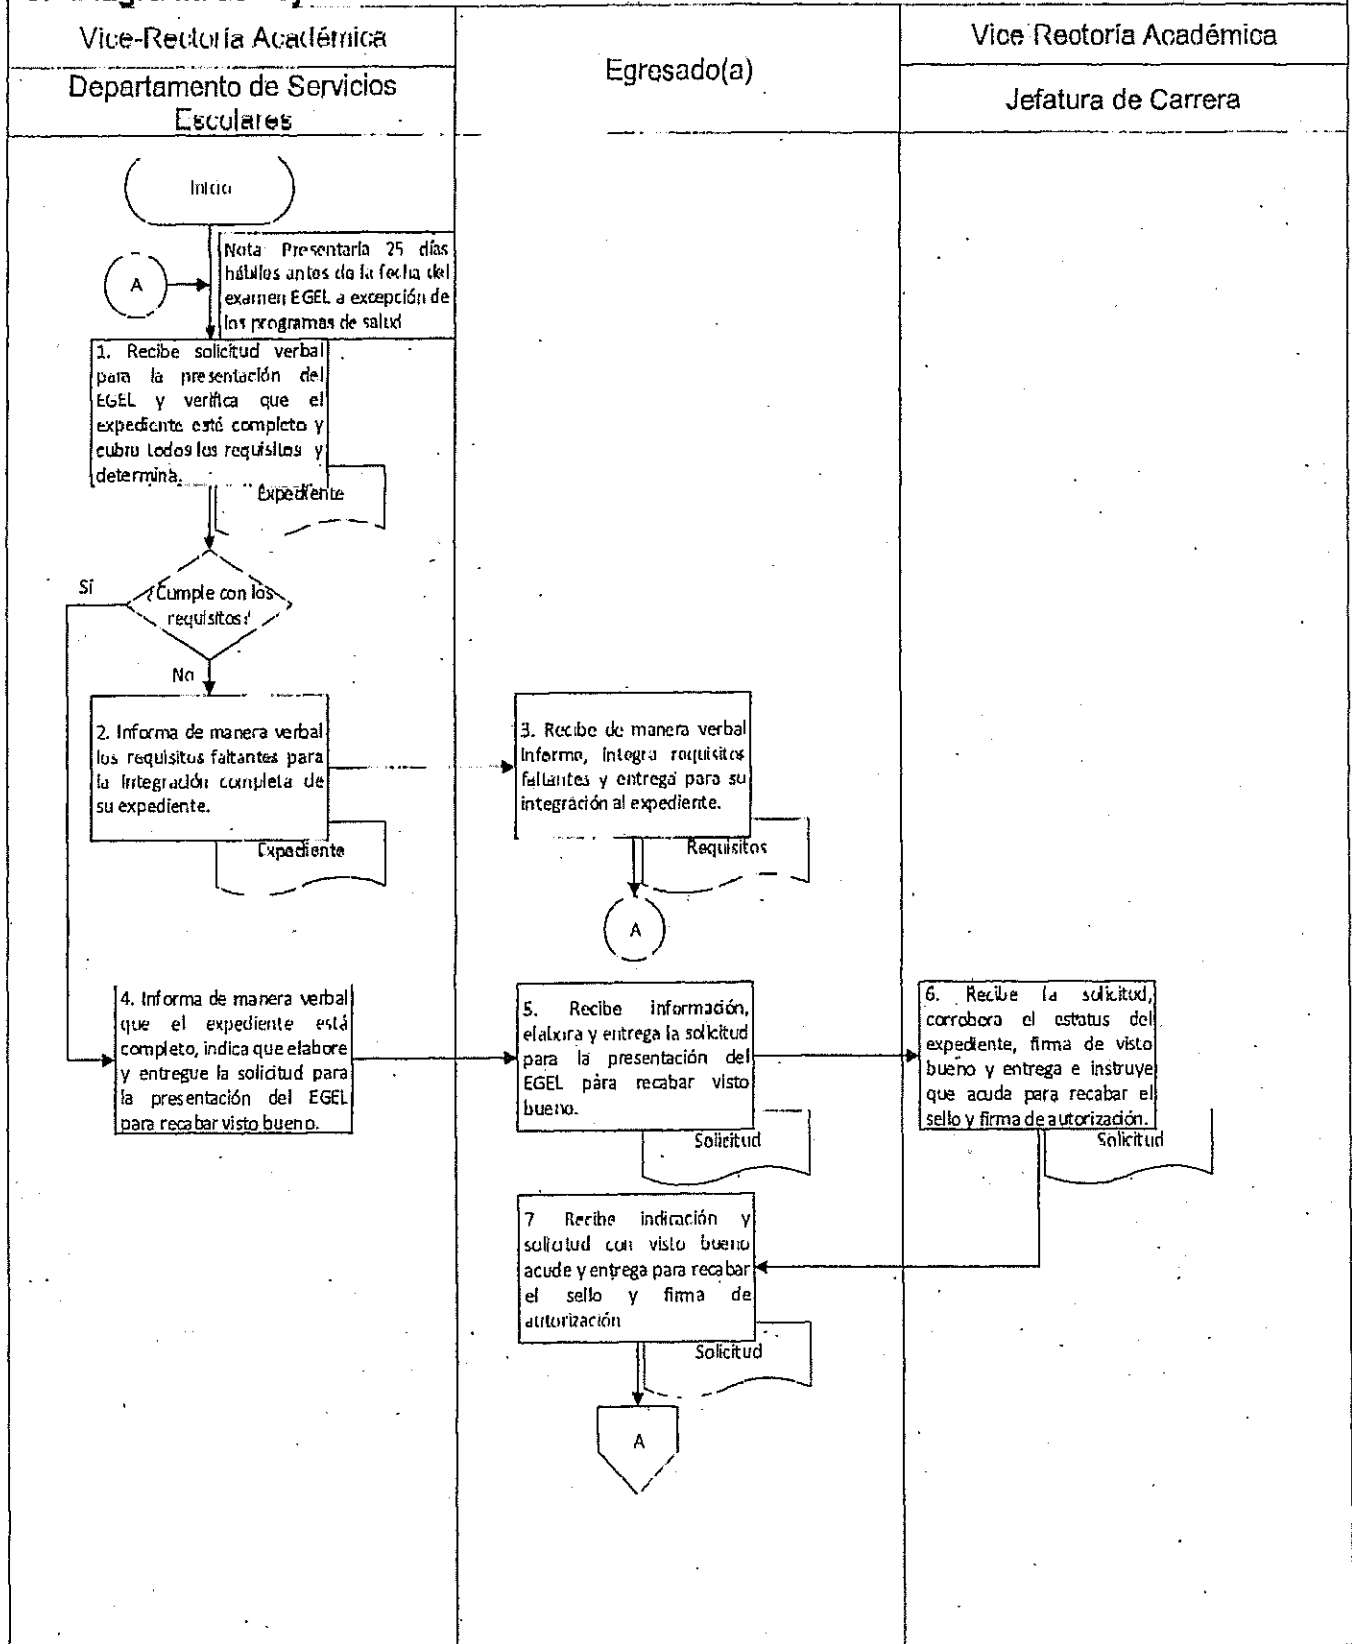 Vice-Rectoría Académica
Departamento de Servicios
Escolares
Egresado(a)
Vice Rectoría Académica
Jefatura de Carrera
Inicio
A
Nota: Presentarla 25 días
hábiles antes de la fecha del
examen EGEL a excepción de
los programas de salud
1. Recibe solicitud verbal
para la presentación del
EGEL y verifica que el
expediente esté completo y
cubra todos los requisitos y
determina.
Expediente
¿Cumple con los
requisitos?
Sí
No
2. Informa de manera verbal
los requisitos faltantes para
la integración completa de
su expediente.
Expediente
3. Recibe de manera verbal
informe, integra requisitos
faltantes y entrega para su
integración al expediente.
Requisitos
A
4. Informa de manera verbal
que el expediente está
completo, indica que elabore
y entregue la solicitud para
la presentación del EGEL
para recabar visto bueno.
5. Recibe información,
elabora y entrega la solicitud
para la presentación del
EGEL para recabar visto
bueno.
Solicitud
6. Recibe la solicitud,
corrobora el estatus del
expediente, firma de visto
bueno y entrega e instruye
que acuda para recabar el
sello y firma de autorización.
Solicitud
7 Recibe indicación y
solicitud con visto bueno
acude y entrega para recabar
el sello y firma de
autorización
Solicitud
A